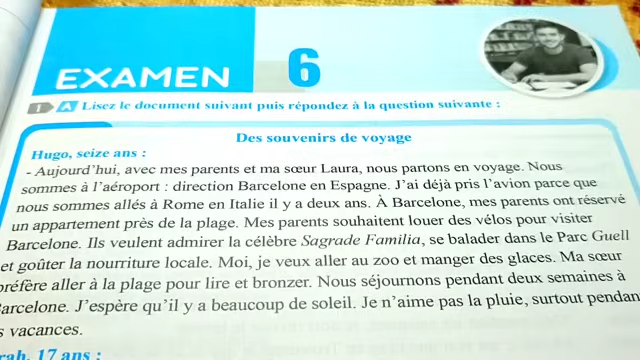 EXAMEN 6
I A Lisez le document suivant puis répondez à la question suivante :
Des souvenirs de voyage
Hugo, seize ans :
- Aujourd'hui, avec mes parents et ma sœur Laura, nous partons en voyage. Nous
sommes à l'aéroport : direction Barcelone en Espagne. J'ai déjà pris l'avion parce que
nous sommes allés à Rome en Italie il y a deux ans. À Barcelone, mes parents ont réservé
un appartement près de la plage. Mes parents souhaitent louer des vélos pour visiter
Barcelone. Ils veulent admirer la célèbre Sagrade Familia, se balader dans le Parc Guell
et goûter la nourriture locale. Moi, je veux aller au zoo et manger des glaces. Ma sœur
préfère aller à la plage pour lire et bronzer. Nous séjournons pendant deux semaines à
Barcelone. J'espère qu'il y a beaucoup de soleil. Je n'aime pas la pluie, surtout pendant
s vacances.
rah, 17 ans :